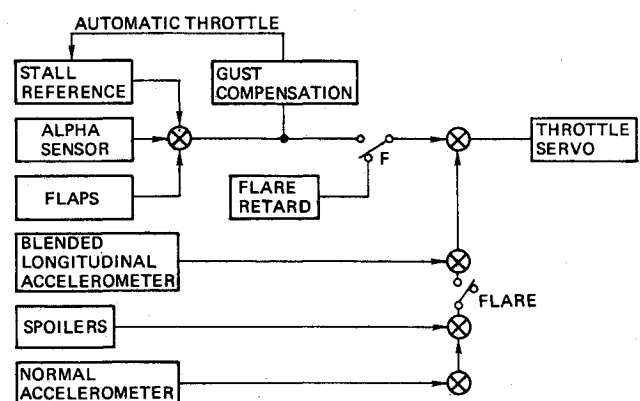 AUTOMATIC THROTTLE
STALL
REFERENCE
GUST
COMPENSATION
ALPHA
SENSOR
F
THROTTLE
SERVO
FLAPS
FLARE
RETARD
BLENDED
LONGITUDINAL
ACCELEROMETER
FLARE
SPOILERS
NORMAL
ACCELEROMETER